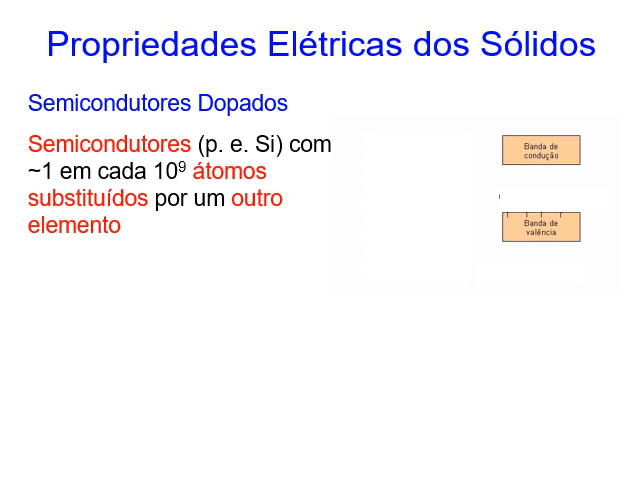 Propriedades Elétricas dos Sólidos
Semicondutores Dopados
Semicondutores (p. e. Si) com
~1 em cada 10⁹ átomos
substituídos por um outro
elemento
Banda de
condução
Banda de
valência